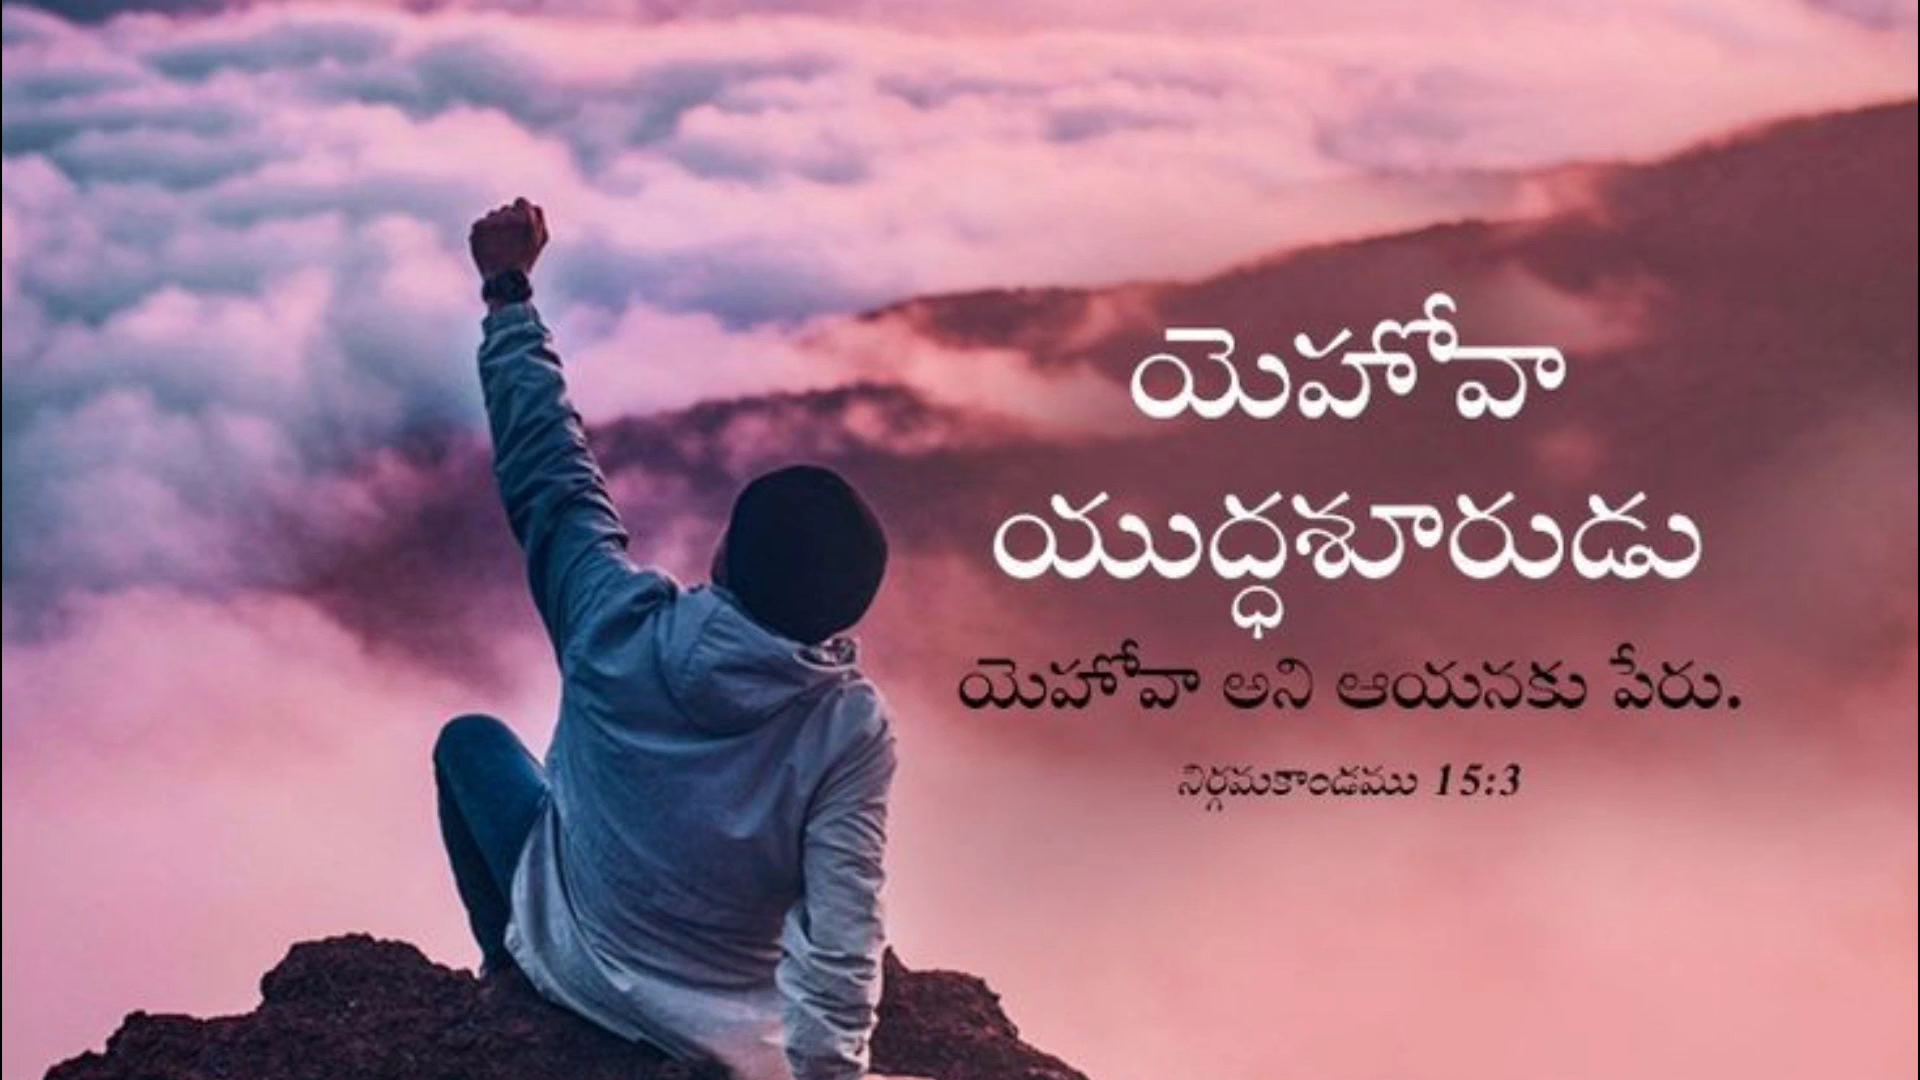 యెహోవా
యుద్ధశూరుడు
యెహోవా అని ఆయనకు పేరు.
నిర్గమకాండము 15:3